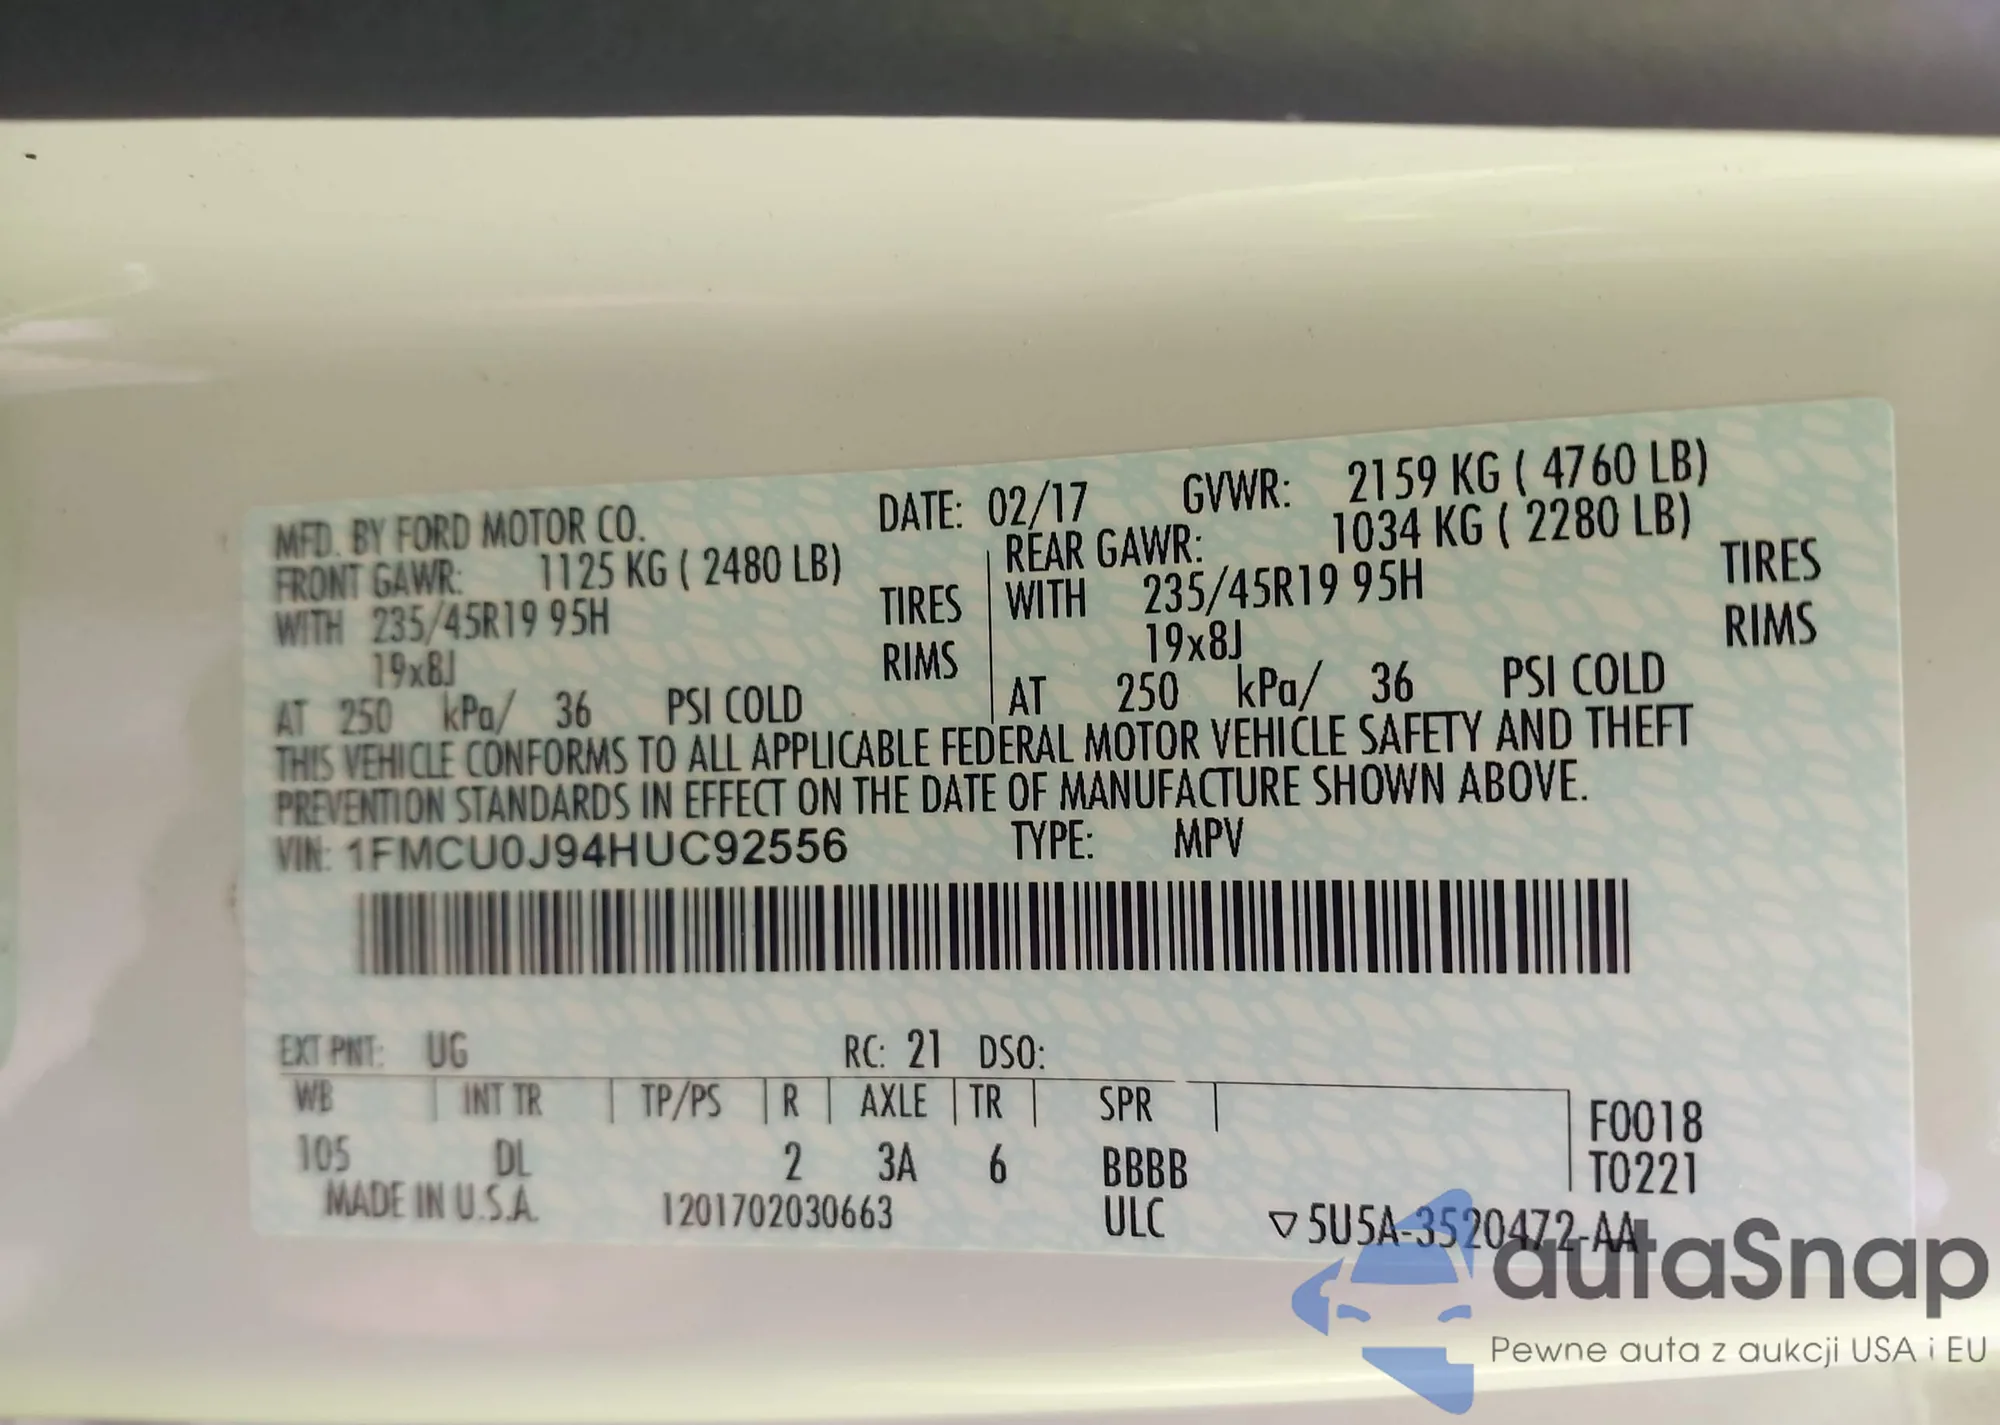 MFD. BY FORD MOTOR CO. DATE: 02/17 GVWR: 2159 KG ( 4760 LB)
FRONT GAWR: 1125 KG ( 2480 LB) REAR GAWR: 1034 KG ( 2280 LB)
WITH 235/45R19 95H TIRES WITH 235/45R19 95H TIRES
19x8J RIMS 19x8J RIMS
AT 250 kPa/ 36 PSI COLD AT 250 kPa/ 36 PSI COLD
THIS VEHICLE CONFORMS TO ALL APPLICABLE FEDERAL MOTOR VEHICLE SAFETY AND THEFT
PREVENTION STANDARDS IN EFFECT ON THE DATE OF MANUFACTURE SHOWN ABOVE.
VIN: 1FMCU0J94HUC92556 TYPE: MPV
EXT PNT: UG RC: 21 DSO:
WB INT TR TP/PS R AXLE TR SPR F0018
105 DL 2 3A 6 BBBB T0221
MADE IN U.S.A. 1201702030663 ULC ▽5U5A-3520472-AA
autaSnap
Pewne auta z aukcji USA i EU